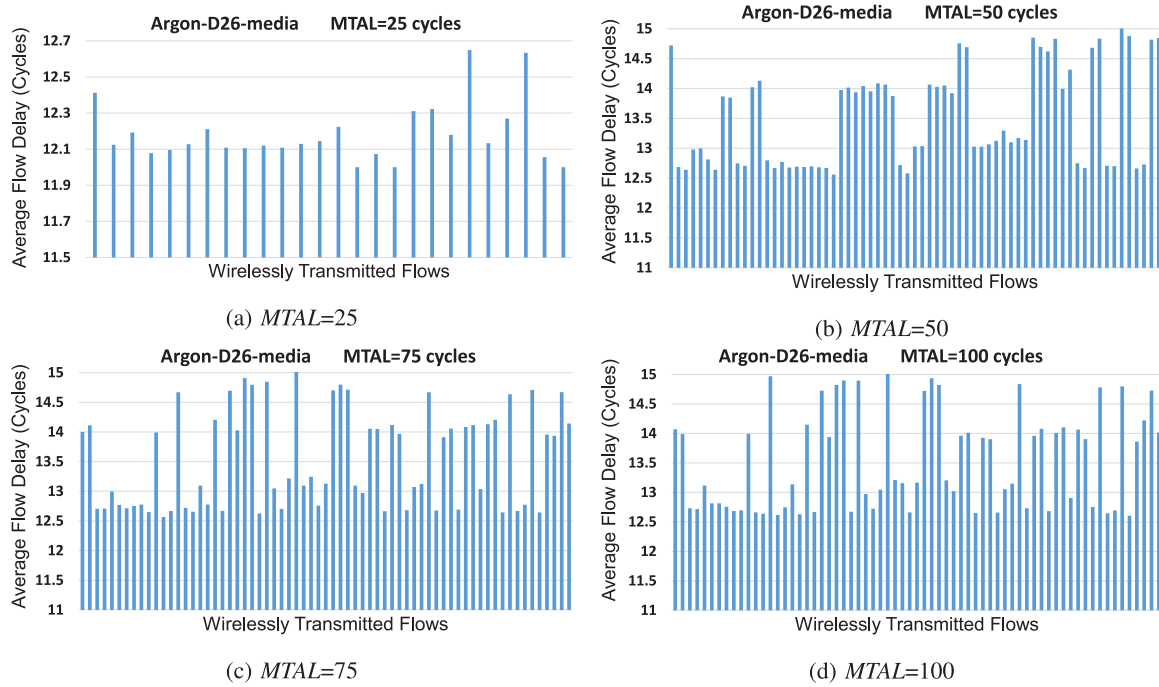 Argon-D26-media MTAL=25 cycles
Average Flow Delay (Cycles)
12.7
12.5
12.3
12.1
11.9
11.7
11.5
Wirelessly Transmitted Flows
(a) MTAL=25
Argon-D26-media MTAL=50 cycles
Average Flow Delay (Cycles)
15
14.5
14
13.5
13
12.5
12
11.5
11
Wirelessly Transmitted Flows
(b) MTAL=50
Argon-D26-media MTAL=75 cycles
Average Flow Delay (Cycles)
15
14.5
14
13.5
13
12.5
12
11.5
11
Wirelessly Transmitted Flows
(c) MTAL=75
Argon-D26-media MTAL=100 cycles
Average Flow Delay (Cycles)
15
14.5
14
13.5
13
12.5
12
11.5
11
Wirelessly Transmitted Flows
(d) MTAL=100